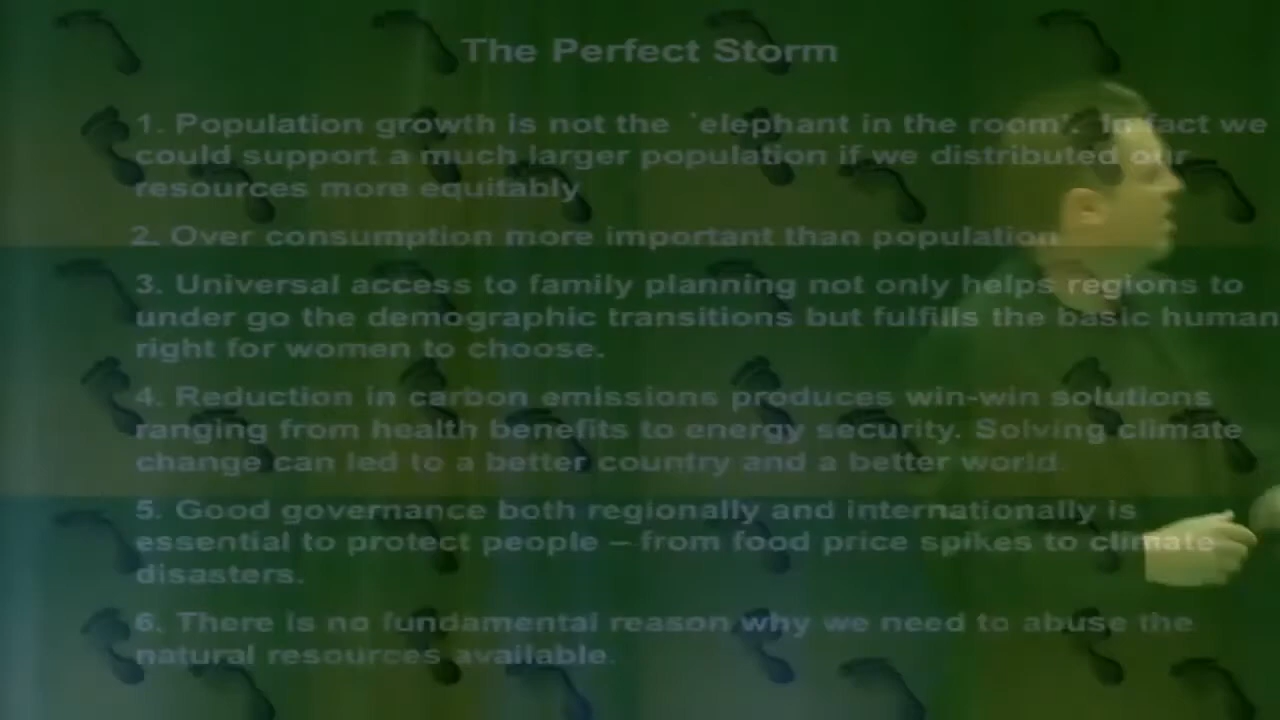 The Perfect Storm
1. Population growth is not the `elephant in the room'. In fact we
could support a much larger population if we distributed our
resources more equitably
2. Over consumption more important than population
3. Universal access to family planning not only helps regions to
under go the demographic transitions but fulfills the basic human
right for women to choose.
4. Reduction in carbon emissions produces win-win solutions
ranging from health benefits to energy security. Solving climate
change can led to a better country and a better world.
5. Good governance both regionally and internationally is
essential to protect people – from food price spikes to climate
disasters.
6. There is no fundamental reason why we need to abuse the
natural resources available.